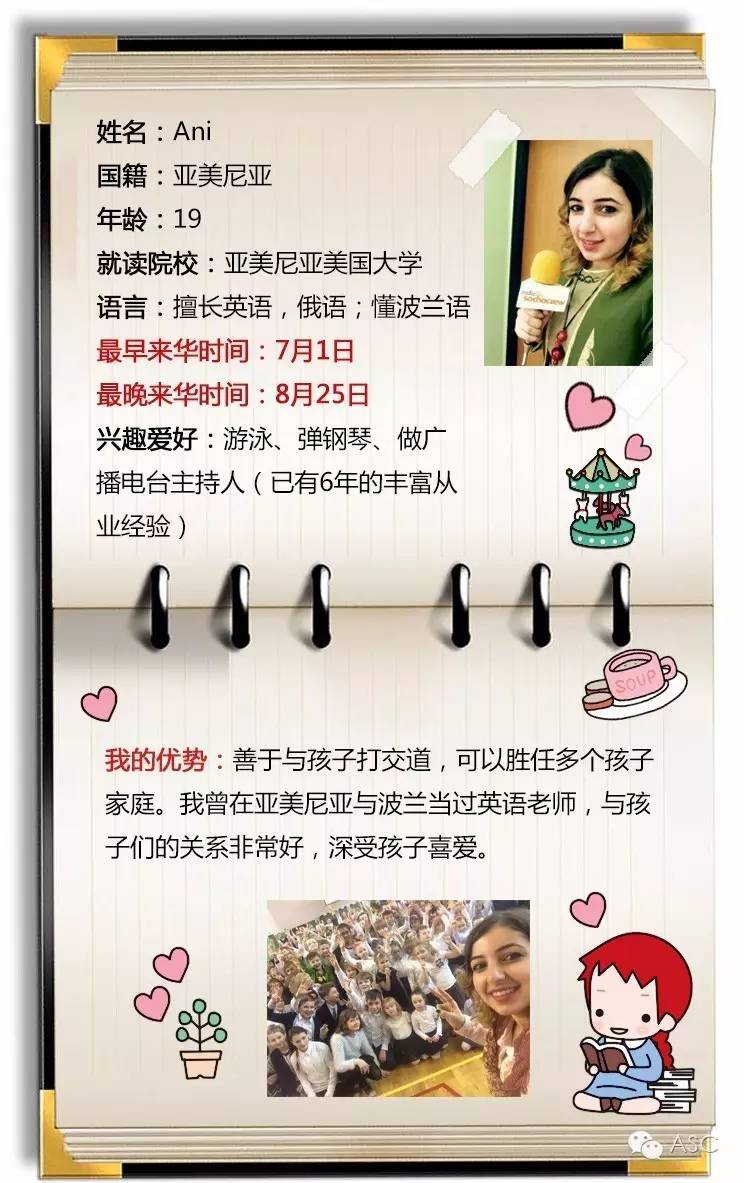 姓名：Ani
国籍：亚美尼亚
年龄：19
就读院校：亚美尼亚美国大学
语言：擅长英语，俄语；懂波兰语
最早来华时间：7月1日
最晚来华时间：8月25日
兴趣爱好：游泳、弹钢琴、做广
播电台主持人（已有6年的丰富从
业经验）
SOUP
我的优势：善于与孩子打交道，可以胜任多个孩子
家庭。我曾在亚美尼亚与波兰当过英语老师，与孩
子们的关系非常好，深受孩子喜爱。
ASC